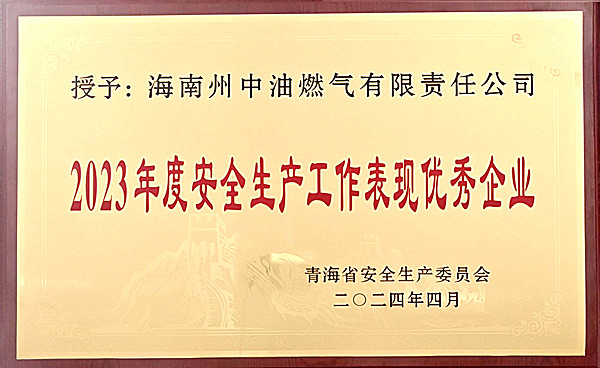 授予：海南州中油燃气有限责任公司
2023年度安全生产工作表现优秀企业
青海省安全生产委员会
二〇二四年四月